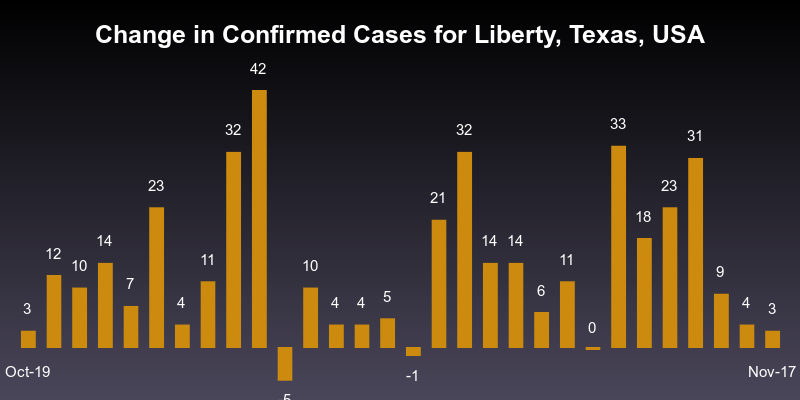 Change in Confirmed Cases for Liberty, Texas, USA
3 12 10 14 7 23 4 11 32 42 10 4 4 5 -1 21 32 14 14 6 11 0 33 18 23 31 9 4 3
Oct-19 Nov-17